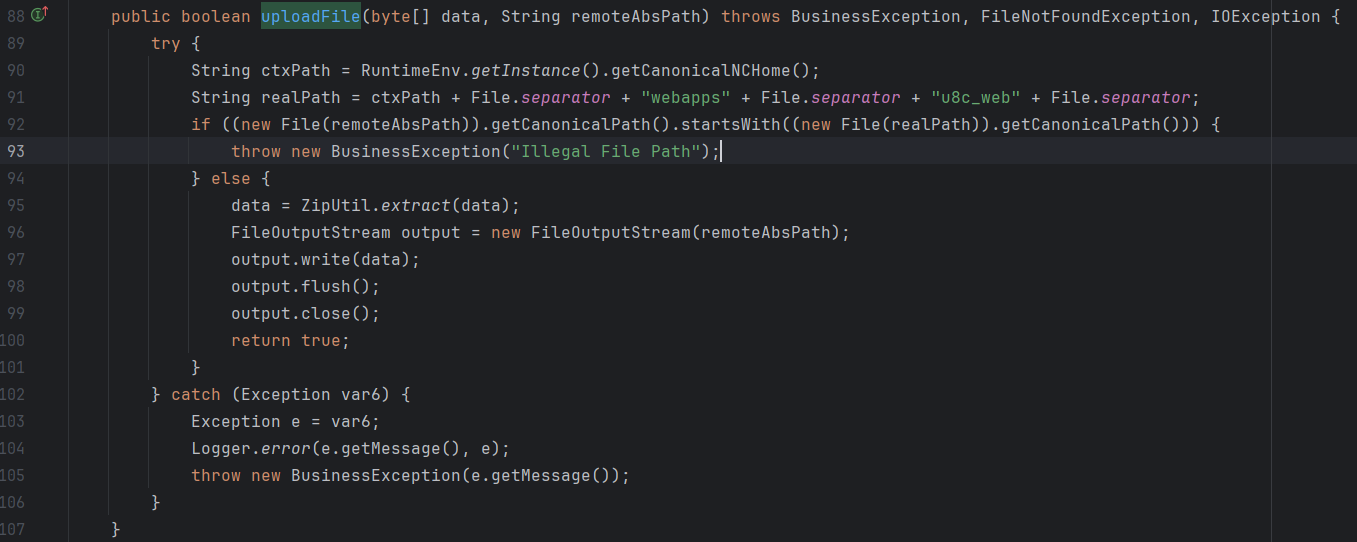 88 public boolean uploadFile(byte[] data, String remoteAbsPath) throws BusinessException, FileNotFoundException, IOException {
89 try {
90 String ctxPath = RuntimeEnv.getInstance().getCanonicalNCHome();
91 String realPath = ctxPath + File.separator + "webapps" + File.separator + "u8c_web" + File.separator;
92 if ((new File(remoteAbsPath)).getCanonicalPath().startsWith((new File(realPath)).getCanonicalPath())) {
93 throw new BusinessException("Illegal File Path");
94 } else {
95 data = ZipUtil.extract(data);
96 FileOutputStream output = new FileOutputStream(remoteAbsPath);
97 output.write(data);
98 output.flush();
99 output.close();
100 return true;
101 }
102 } catch (Exception var6) {
103 Exception e = var6;
104 Logger.error(e.getMessage(), e);
105 throw new BusinessException(e.getMessage());
106 }
107 }